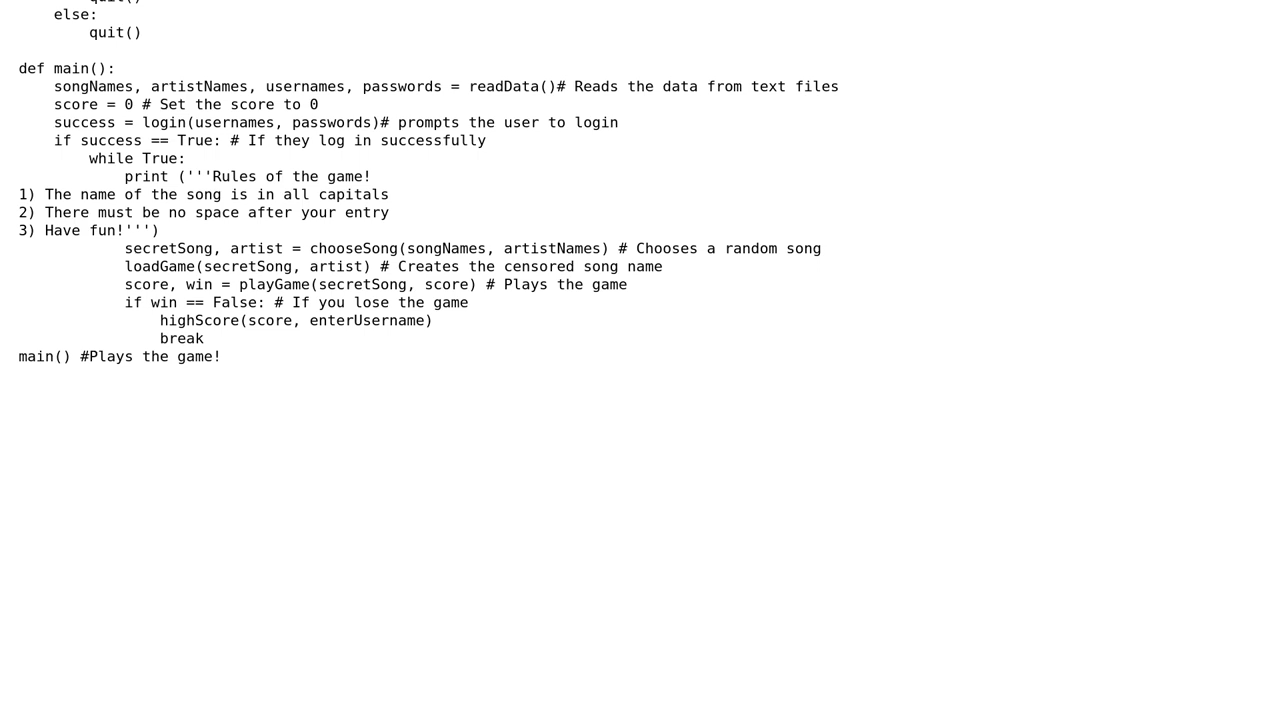 quit()
    else:
        quit()

def main():
    songNames, artistNames, usernames, passwords = readData()# Reads the data from text files
    score = 0 # Set the score to 0
    success = login(usernames, passwords)# prompts the user to login
    if success == True: # If they log in successfully
        while True:
            print ('''Rules of the game!
1) The name of the song is in all capitals
2) There must be no space after your entry
3) Have fun!''')
            secretSong, artist = chooseSong(songNames, artistNames) # Chooses a random song
            loadGame(secretSong, artist) # Creates the censored song name
            score, win = playGame(secretSong, score) # Plays the game
            if win == False: # If you lose the game
                highScore(score, enterUsername)
                break
main() #Plays the game!